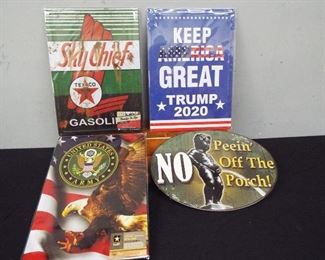 Sky Chief
TEXACO
GASOLI
KEEP
AMERICA
GREAT
TRUMP
2020
UNITED STATES
ARMY
NO
Peein'
Off The
Porch!